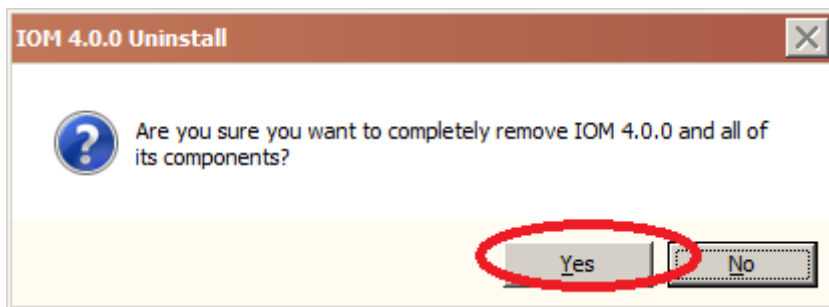 IOM 4.0.0 Uninstall
Are you sure you want to completely remove IOM 4.0.0 and all of
its components?
Yes No